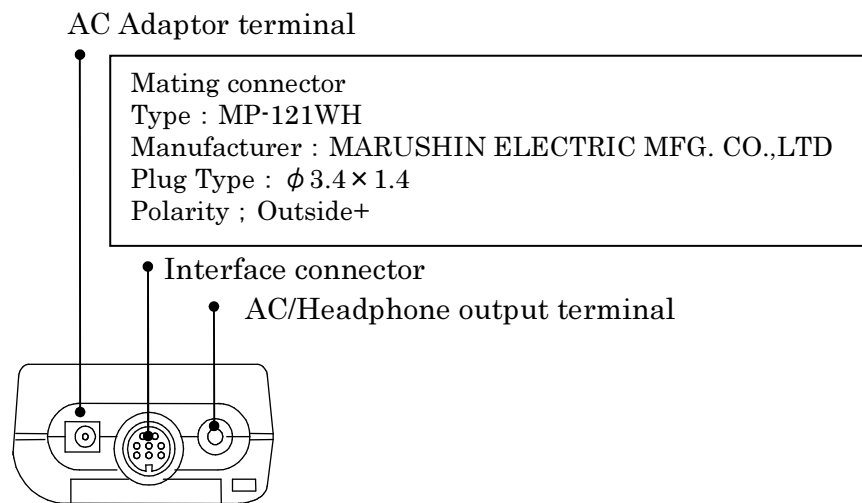 AC Adaptor terminal
Mating connector
Type：MP-121WH
Manufacturer：MARUSHIN ELECTRIC MFG. CO.,LTD
Plug Type：φ3.4×1.4
Polarity；Outside+
Interface connector
AC/Headphone output terminal